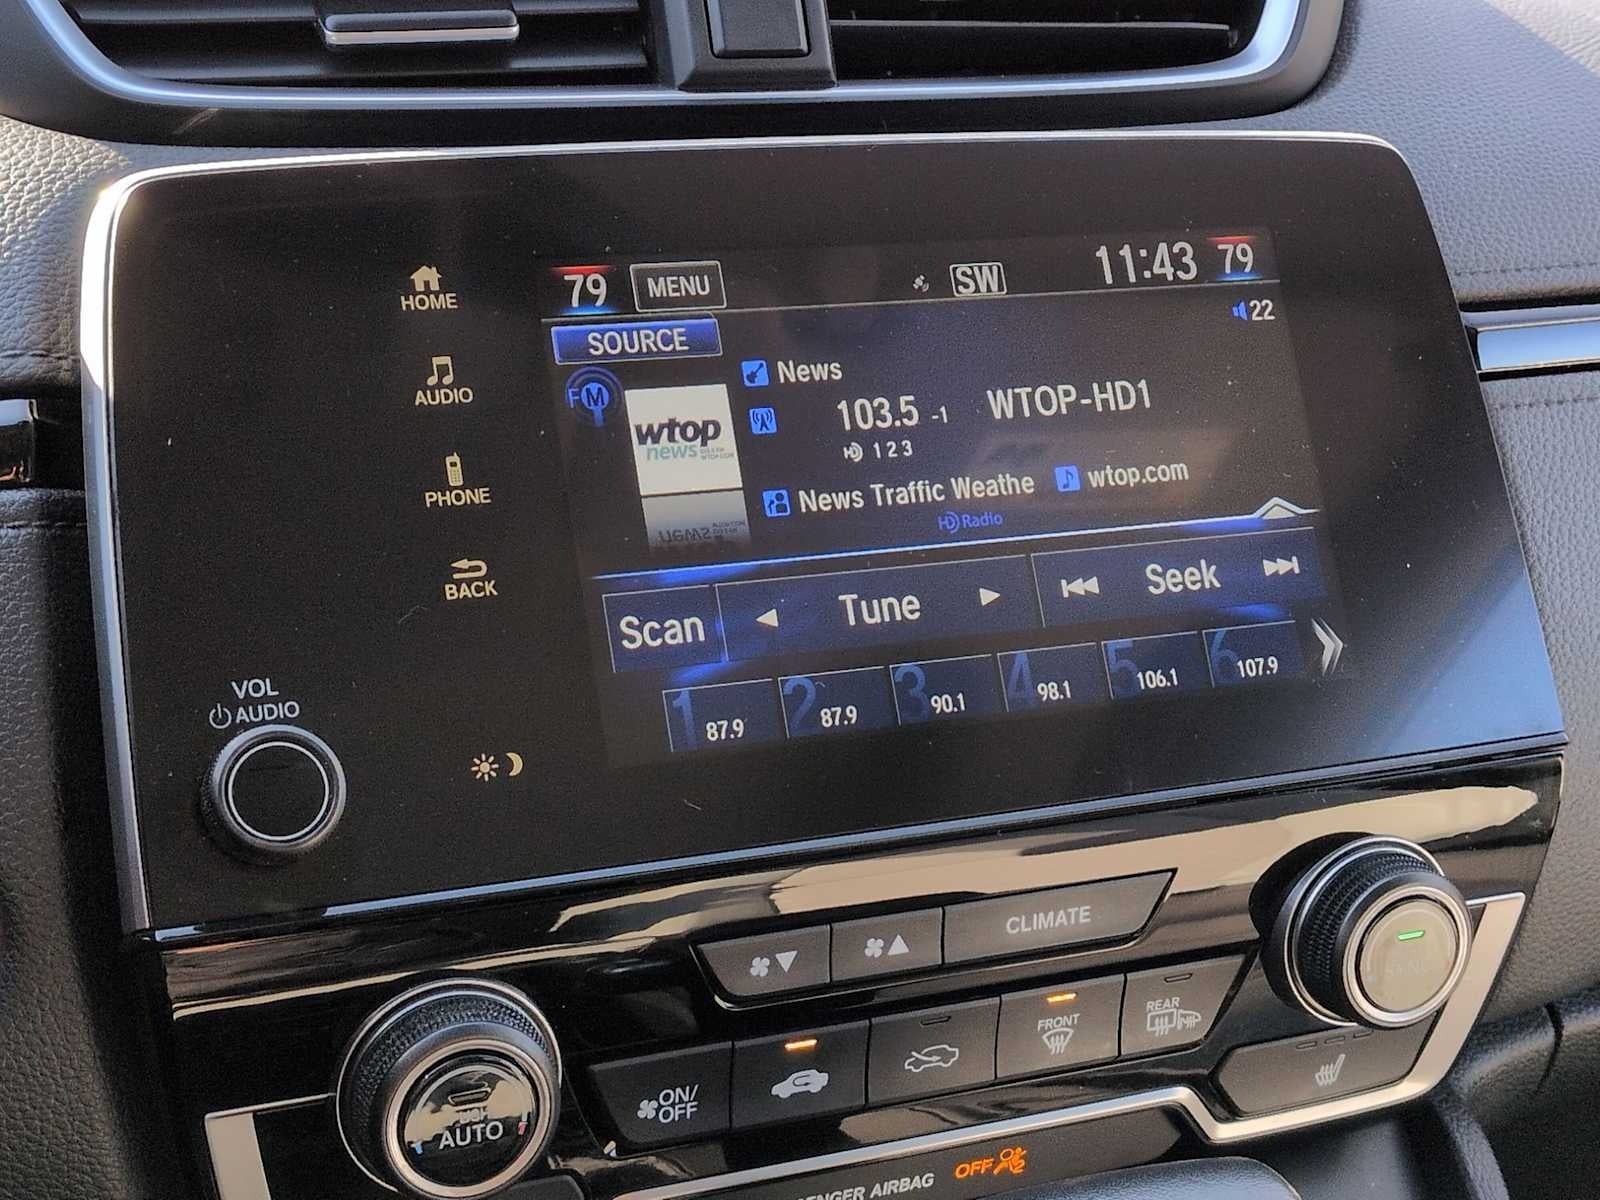 HOME
AUDIO
PHONE
BACK
VOL
AUDIO
79
MENU
SW
11:43
79
22
SOURCE
FM
wtop
news
News
103.5 -1
WTOP-HD1
HD 1 2 3
News Traffic Weathe
wtop.com
HD Radio
Scan
Tune
Seek
1 87.9
2 87.9
3 90.1
4 98.1
5 106.1
6 107.9
CLIMATE
SYNC
FRONT
REAR
ON/
OFF
PUSH
AUTO
AIRBAG
OFF